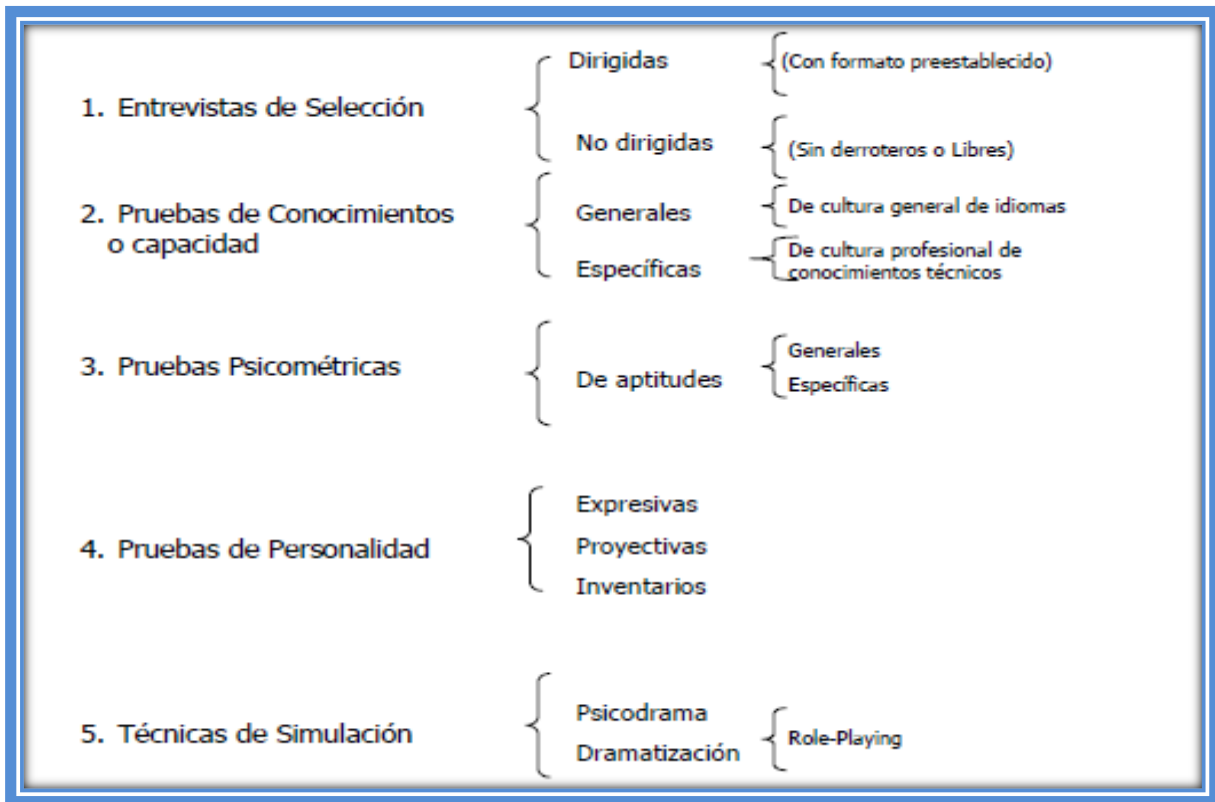 Dirigidas (Con formato preestablecido)
1. Entrevistas de Selección
No dirigidas (Sin derroteros o Libres)
2. Pruebas de Conocimientos
o capacidad
Generales De cultura general de idiomas
Específicas De cultura profesional de
conocimientos técnicos
3. Pruebas Psicométricas
De aptitudes
Generales
Específicas
4. Pruebas de Personalidad
Expresivas
Proyectivas
Inventarios
5. Técnicas de Simulación
Psicodrama
Dramatización
Role-Playing